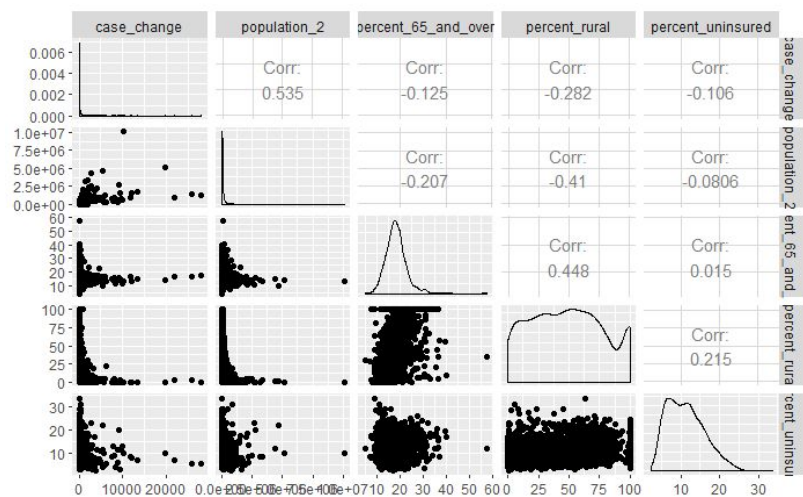 case_change population_2 percent_65_and_over percent_rural percent_uninsured
0.006
0.004
0.002
0.000
Corr:
0.535
Corr:
-0.125
Corr:
-0.282
Corr:
-0.106
case_change
1.0e+07
7.5e+06
5.0e+06
2.5e+06
0.0e+00
Corr:
-0.207
Corr:
-0.41
Corr:
-0.0806
population_2
60
50
40
30
20
10
Corr:
0.448
Corr:
0.015
ent_65_and_
100
75
50
25
0
Corr:
0.215
percent_rura
30
20
10
rcent_uninsu
0 10000 20000 10 20 30 40 50 60 0 25 50 75 100 10 20 30